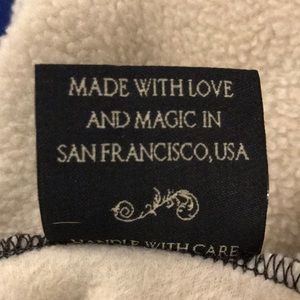 MADE WITH LOVE
AND MAGIC IN
SAN FRANCISCO, USA
HANDLE WITH CARE